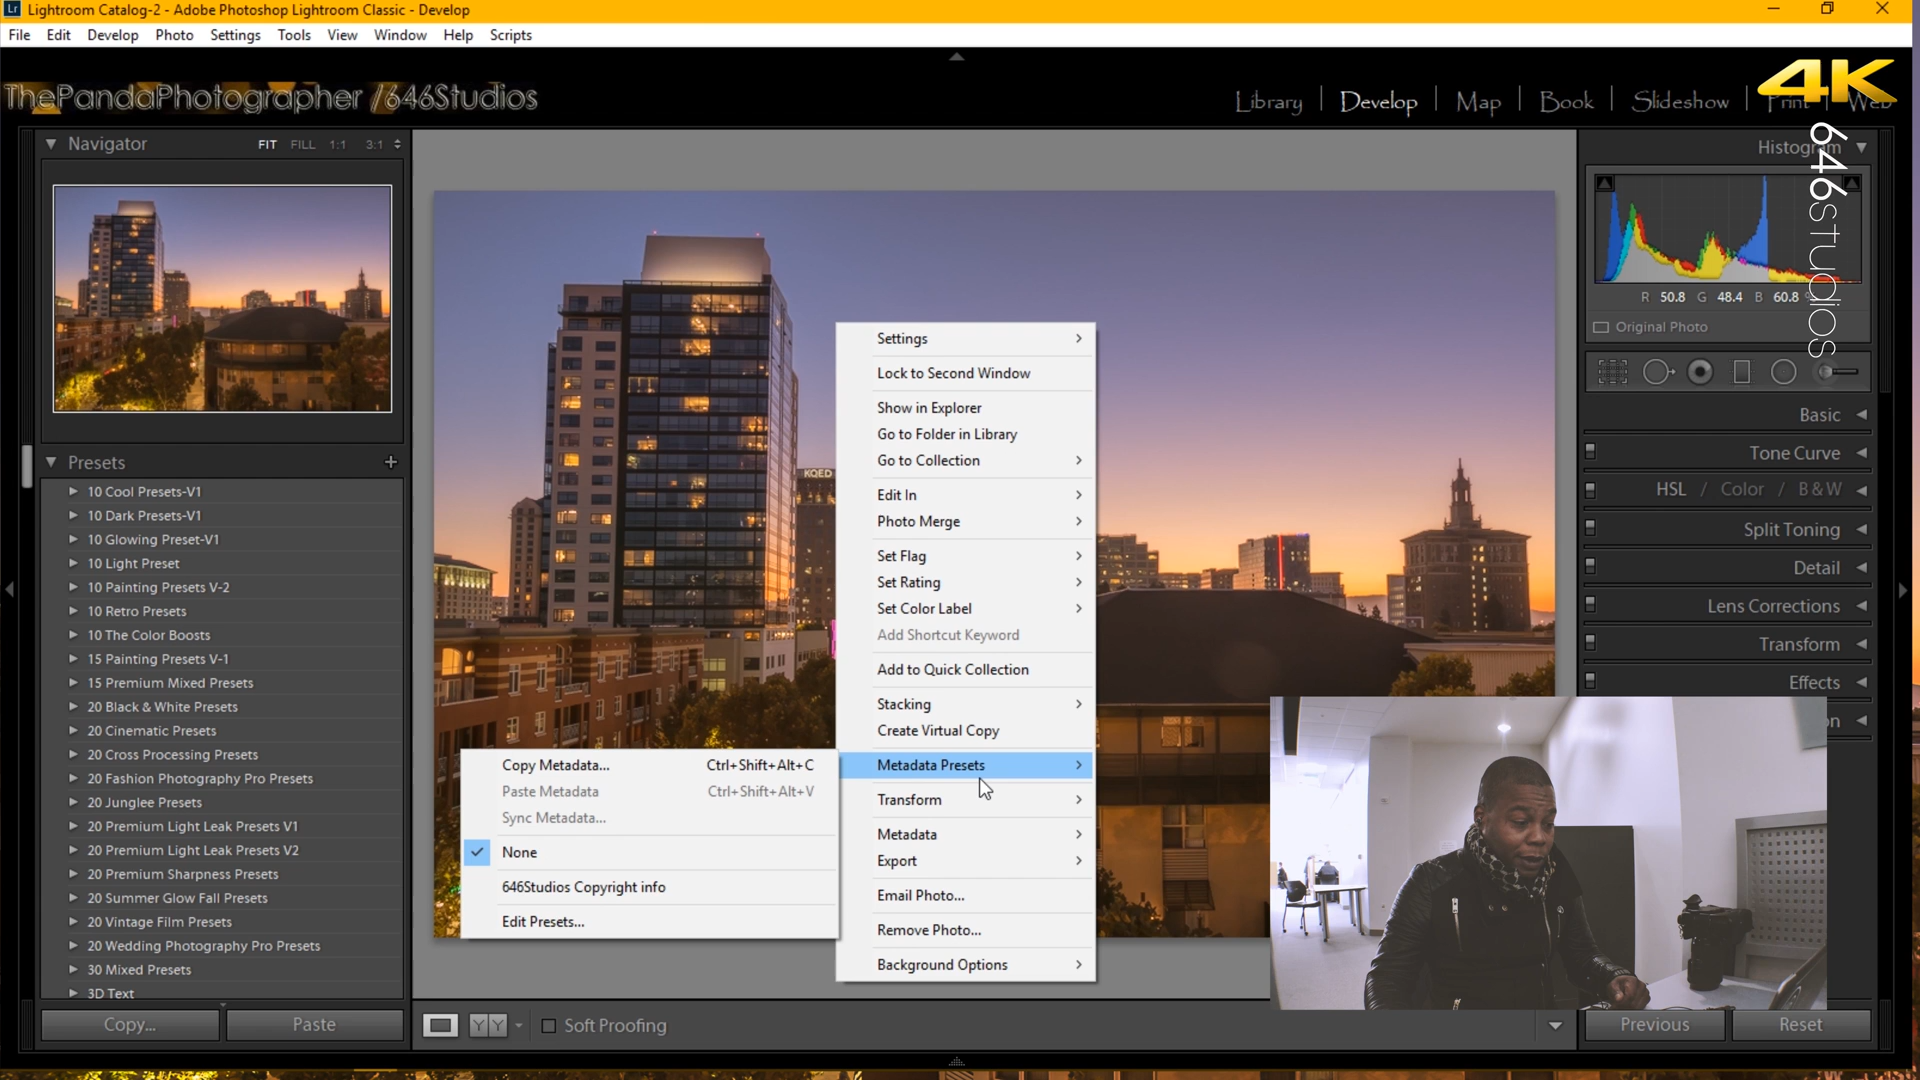 Lr Lightroom Catalog-2 - Adobe Photoshop Lightroom Classic - Develop
File Edit Develop Photo Settings Tools View Window Help Scripts
ThePandaPhotographer /646Studios
Library Develop Map Book Slideshow Print Web
4K
646studios
Navigator FIT FILL 1:1 3:1
Presets +
10 Cool Presets-V1
10 Dark Presets-V1
10 Glowing Preset-V1
10 Light Preset
10 Painting Presets V-2
10 Retro Presets
10 The Color Boosts
15 Painting Presets V-1
15 Premium Mixed Presets
20 Black & White Presets
20 Cinematic Presets
20 Cross Processing Presets
20 Fashion Photography Pro Presets
20 Junglee Presets
20 Premium Light Leak Presets V1
20 Premium Light Leak Presets V2
20 Premium Sharpness Presets
20 Summer Glow Fall Presets
20 Vintage Film Presets
20 Wedding Photography Pro Presets
30 Mixed Presets
3D Text
Copy... Paste
KQED
Settings
Lock to Second Window
Show in Explorer
Go to Folder in Library
Go to Collection
Edit In
Photo Merge
Set Flag
Set Rating
Set Color Label
Add Shortcut Keyword
Add to Quick Collection
Stacking
Create Virtual Copy
Metadata Presets
Transform
Metadata
Export
Email Photo...
Remove Photo...
Background Options
Copy Metadata... Ctrl+Shift+Alt+C
Paste Metadata Ctrl+Shift+Alt+V
Sync Metadata...
None
646Studios Copyright info
Edit Presets...
Y Y Soft Proofing
Histogram
R 50.8 G 48.4 B 60.8 %
Original Photo
Basic
Tone Curve
HSL / Color / B & W
Split Toning
Detail
Lens Corrections
Transform
Effects
on
Previous Reset